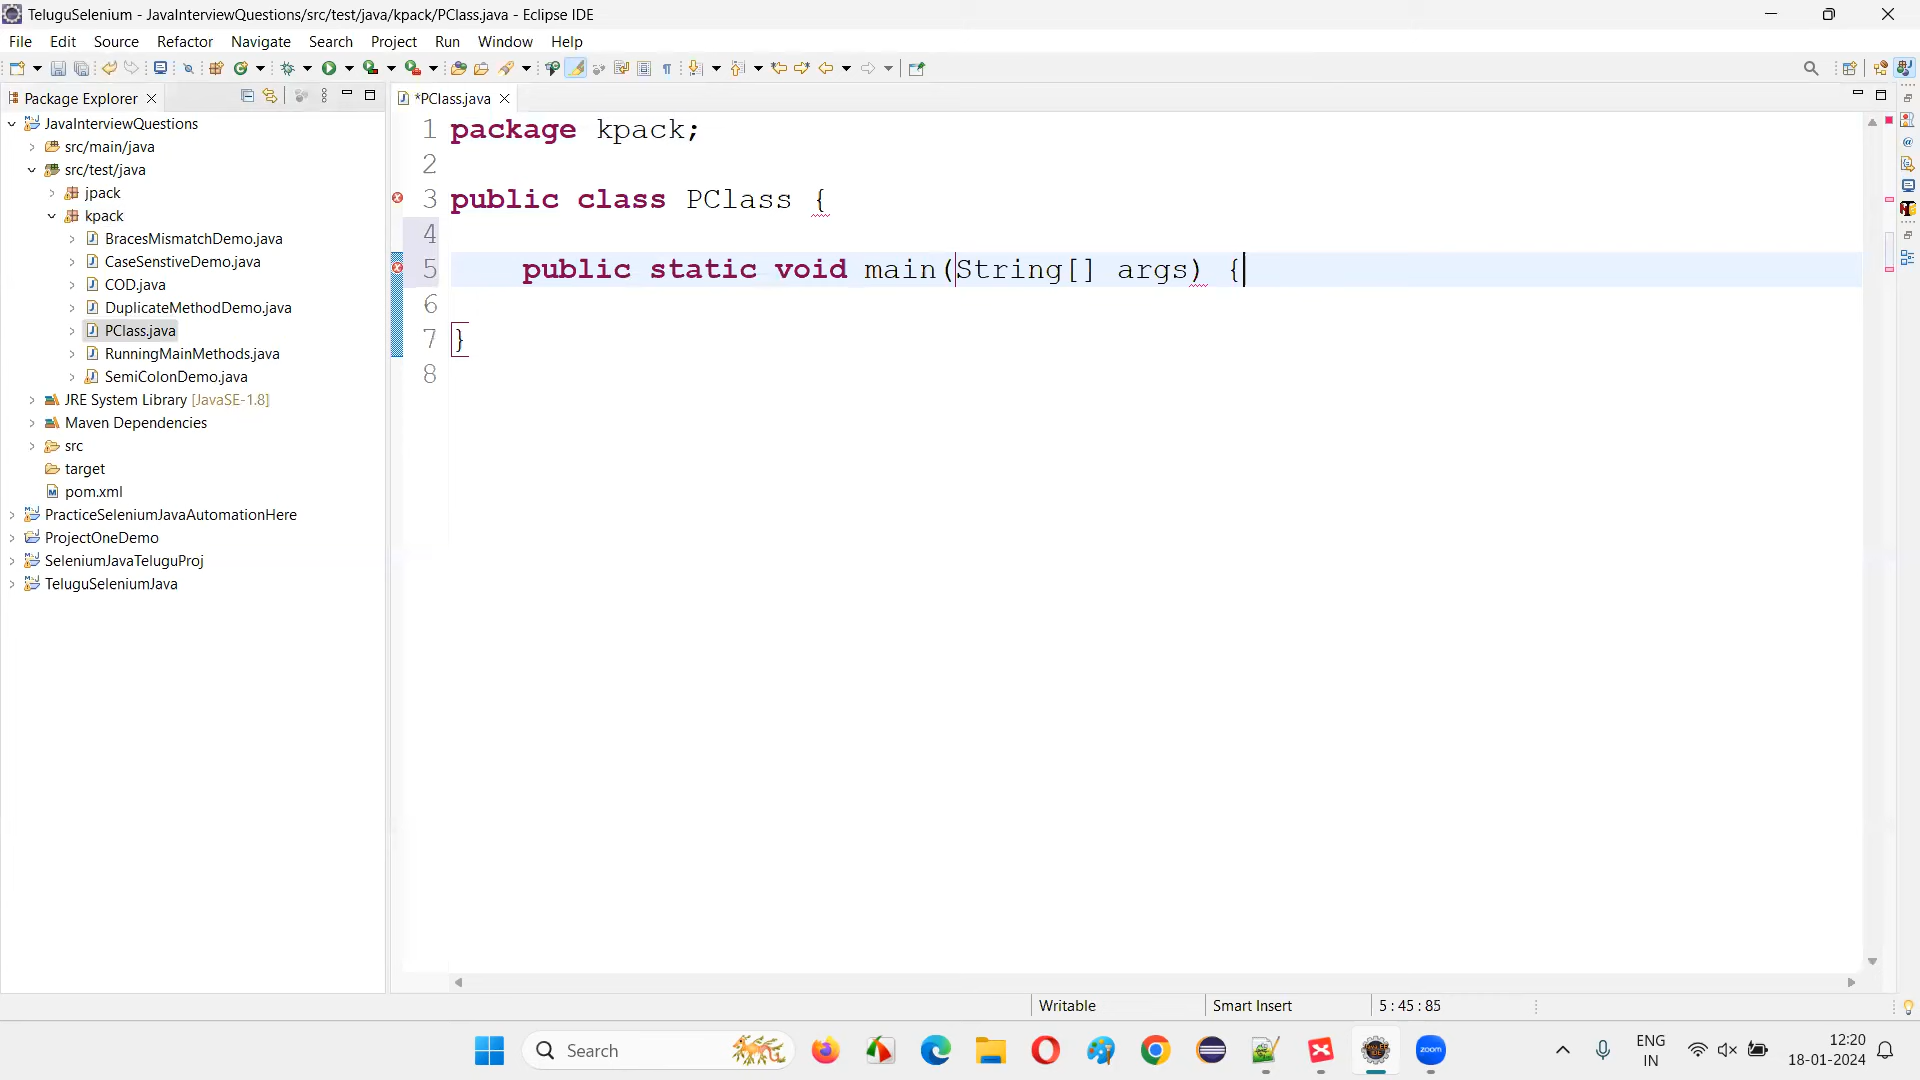 TeluguSelenium - JavaInterviewQuestions/src/test/java/kpack/PClass.java - Eclipse IDE
File Edit Source Refactor Navigate Search Project Run Window Help
Package Explorer
*PClass.java
JavaInterviewQuestions
src/main/java
src/test/java
jpack
kpack
BracesMismatchDemo.java
CaseSenstiveDemo.java
COD.java
DuplicateMethodDemo.java
PClass.java
RunningMainMethods.java
SemiColonDemo.java
JRE System Library [JavaSE-1.8]
Maven Dependencies
src
target
pom.xml
PracticeSeleniumJavaAutomationHere
ProjectOneDemo
SeleniumJavaTeluguProj
TeluguSeleniumJava
1 package kpack;
2
3 public class PClass {
4
5 public static void main(String[] args) {
6
7 }
8
Writable Smart Insert 5 : 45 : 85
Search
zoom
ENG
IN
12:20
18-01-2024